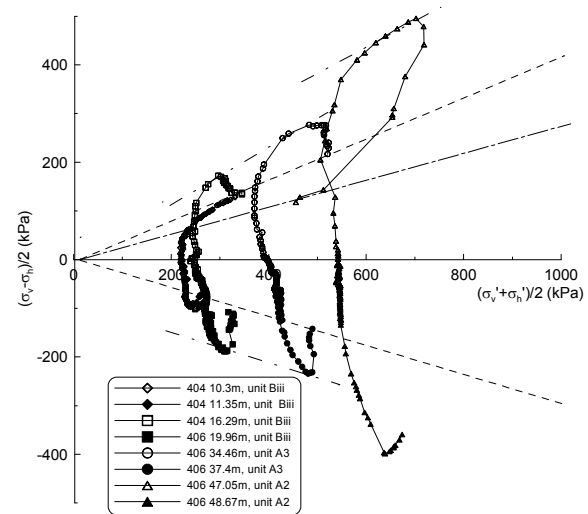 400
200
0
-200
-400
(σv-σh)/2 (kPa)
200
400
600
800
1000
(σv'+σh')/2 (kPa)
404 10.3m, unit Biii
404 11.35m, unit Biii
404 16.29m, unit Biii
406 19.96m, unit Biii
406 34.46m, unit A3
406 37.4m, unit A3
406 47.05m, unit A2
406 48.67m, unit A2